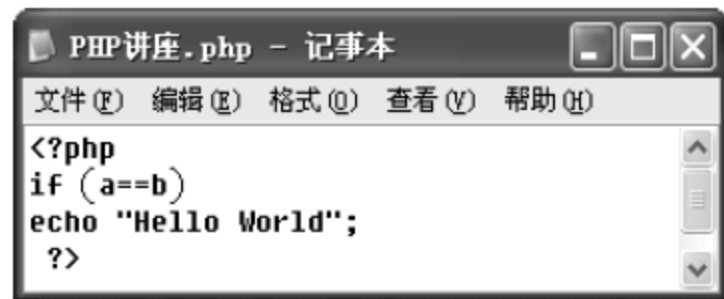 PHP讲座.php - 记事本
文件(F) 编辑(E) 格式(O) 查看(V) 帮助(H)
<?php
if (a==b)
echo "Hello World";
?>